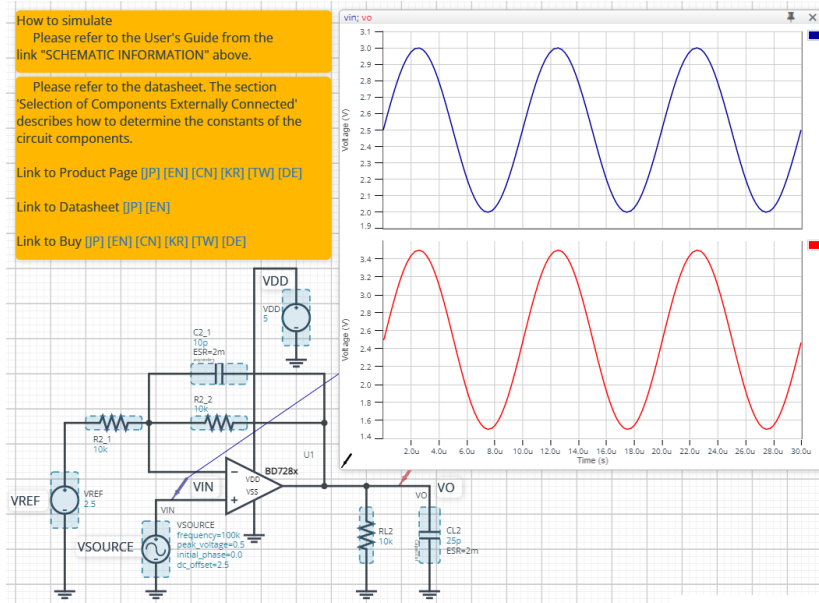 How to simulate
Please refer to the User's Guide from the
link "SCHEMATIC INFORMATION" above.
Please refer to the datasheet. The section
'Selection of Components Externally Connected'
describes how to determine the constants of the
circuit components.
Link to Product Page [JP] [EN] [CN] [KR] [TW] [DE]
Link to Datasheet [JP] [EN]
Link to Buy [JP] [EN] [CN] [KR] [TW] [DE]
vin; vo
Voltage (V)
3.1
3.0
2.9
2.8
2.7
2.6
2.5
2.4
2.3
2.2
2.1
2.0
1.9
Voltage (V)
3.4
3.2
3.0
2.8
2.6
2.4
2.2
2.0
1.8
1.6
1.4
2.0u 4.0u 6.0u 8.0u 10.0u 12.0u 14.0u 16.0u 18.0u 20.0u 22.0u 24.0u 26.0u 28.0u 30.0u
Time (s)
VDD
VDD
5
C2_1
10p
ESR=2m
R2_2
10k
R2_1
10k
U1
BD728x
VDD
VSS
VREF
VREF
2.5
VIN
VIN
VSOURCE
VSOURCE
frequency=100k
peak_voltage=0.5
initial_phase=0.0
dc_offset=2.5
VO
VO
RL2
10k
CL2
25p
ESR=2m